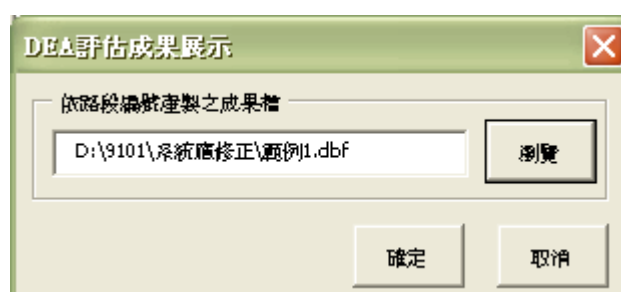 DEA評估成果展示
依路段編號產製之成果檔
D:\9101\系統應修正\範例1.dbf
瀏覽
確定
取消